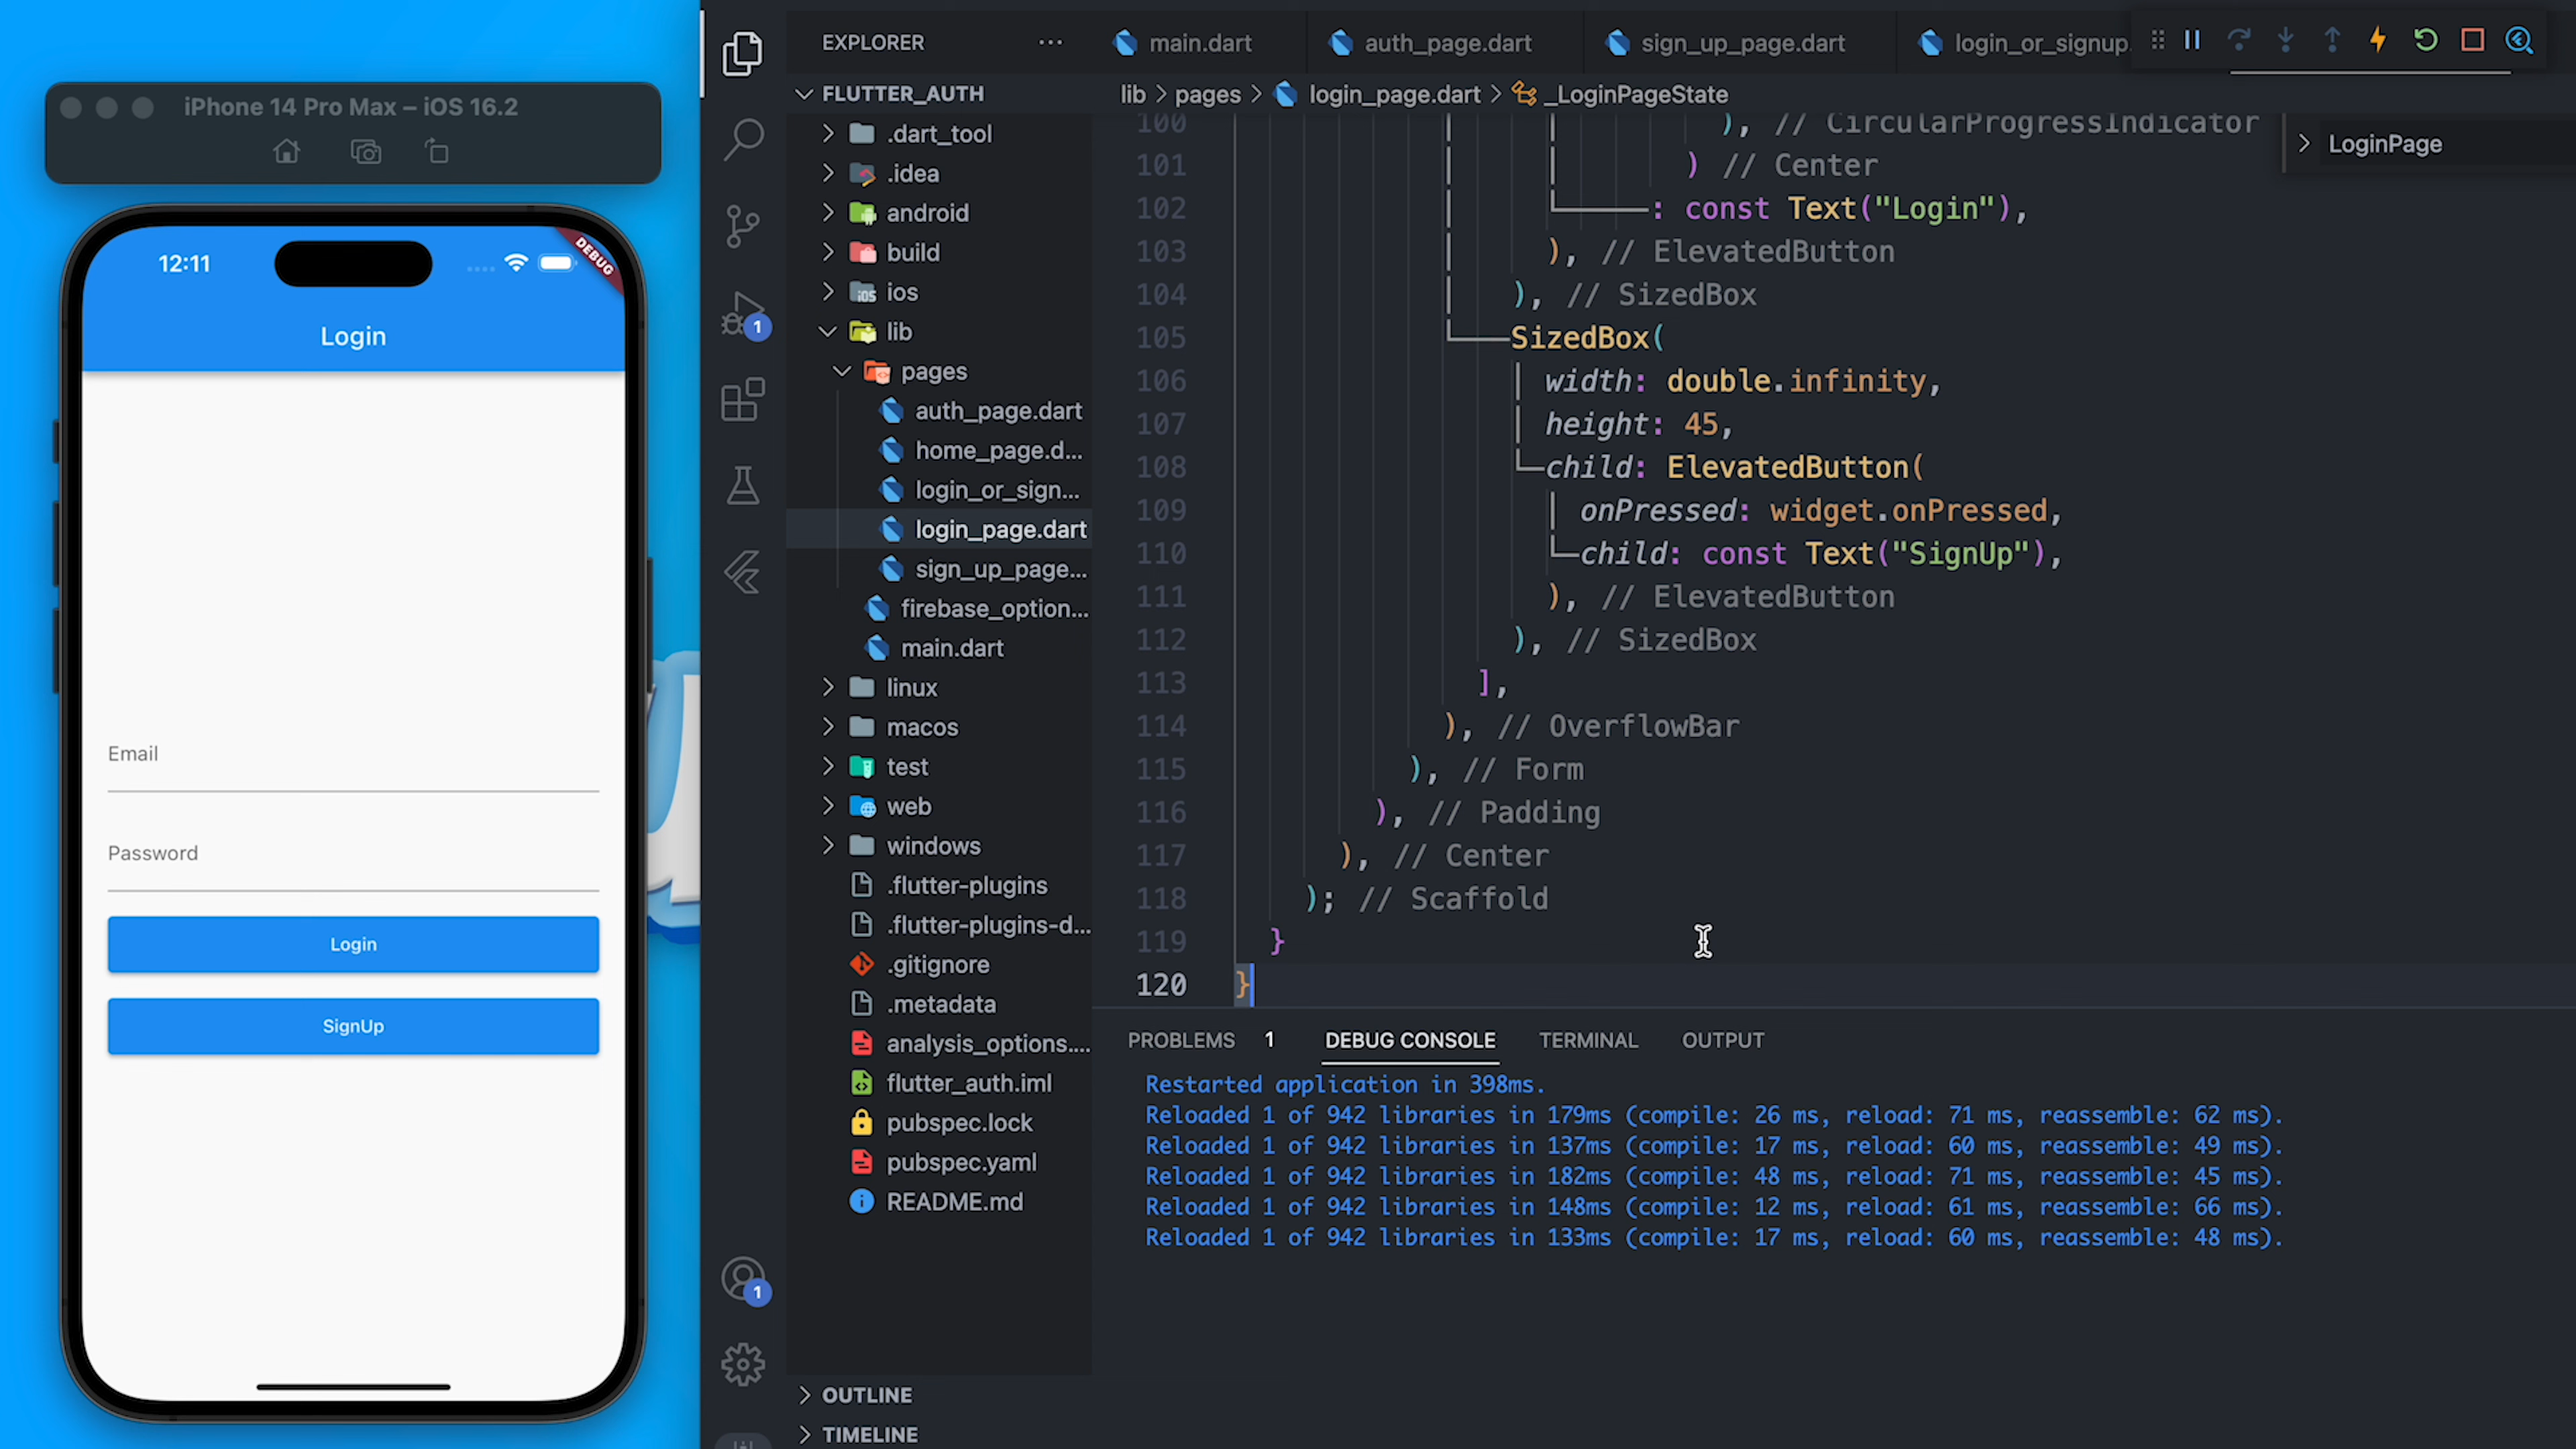 iPhone 14 Pro Max – iOS 16.2
12:11
DEBUG
Login
Email
Password
Login
SignUp
EXPLORER
FLUTTER_AUTH
.dart_tool
.idea
android
build
ios
lib
pages
auth_page.dart
home_page.d...
login_or_sign...
login_page.dart
sign_up_page...
firebase_option...
main.dart
linux
macos
test
web
windows
.flutter-plugins
.flutter-plugins-d...
.gitignore
.metadata
analysis_options....
flutter_auth.iml
pubspec.lock
pubspec.yaml
README.md
OUTLINE
TIMELINE
1
1
main.dart
auth_page.dart
sign_up_page.dart
login_or_signup.
lib > pages > login_page.dart > _LoginPageState
LoginPage
100 ), // CircularProgressIndicator
101 ) // Center
102 : const Text("Login"),
103 ), // ElevatedButton
104 ), // SizedBox
105 SizedBox(
106 width: double.infinity,
107 height: 45,
108 child: ElevatedButton(
109 onPressed: widget.onPressed,
110 child: const Text("SignUp"),
111 ), // ElevatedButton
112 ), // SizedBox
113 ],
114 ), // OverflowBar
115 ), // Form
116 ), // Padding
117 ), // Center
118 ); // Scaffold
119 }
120 }
PROBLEMS 1 DEBUG CONSOLE TERMINAL OUTPUT
Restarted application in 398ms.
Reloaded 1 of 942 libraries in 179ms (compile: 26 ms, reload: 71 ms, reassemble: 62 ms).
Reloaded 1 of 942 libraries in 137ms (compile: 17 ms, reload: 60 ms, reassemble: 49 ms).
Reloaded 1 of 942 libraries in 182ms (compile: 48 ms, reload: 71 ms, reassemble: 45 ms).
Reloaded 1 of 942 libraries in 148ms (compile: 12 ms, reload: 61 ms, reassemble: 66 ms).
Reloaded 1 of 942 libraries in 133ms (compile: 17 ms, reload: 60 ms, reassemble: 48 ms).